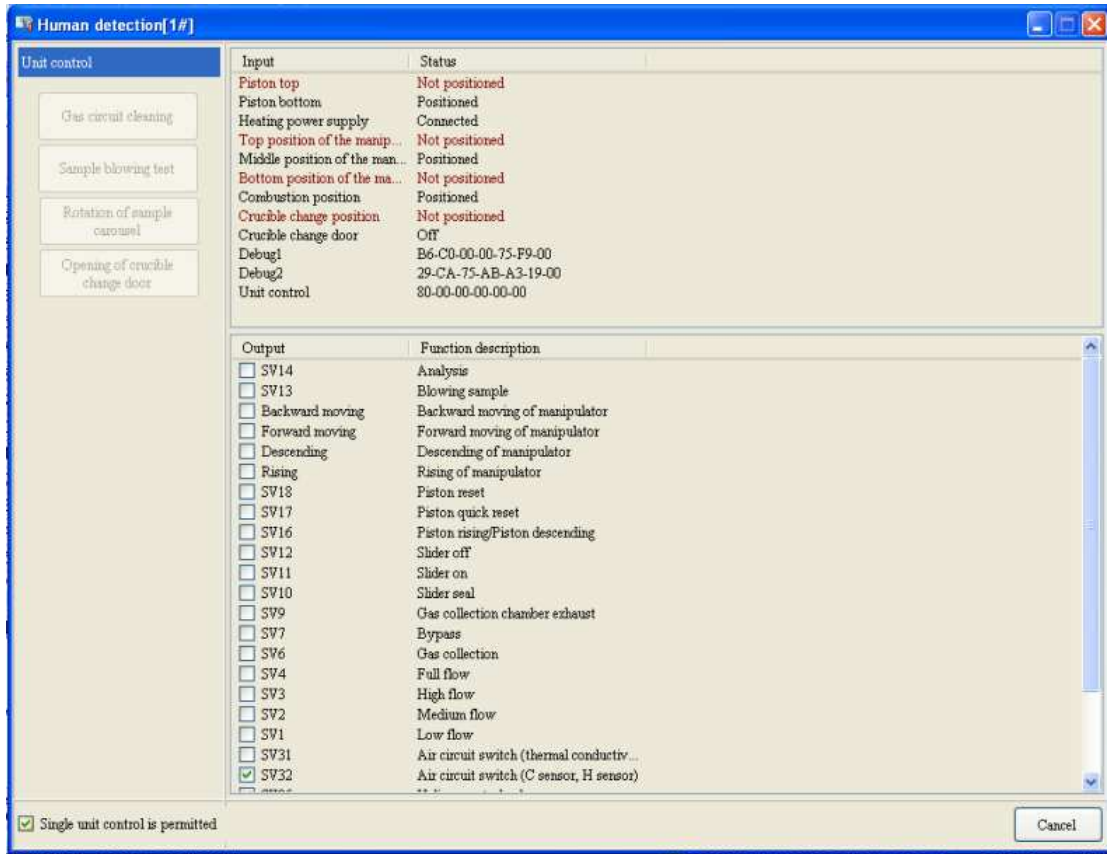 Human detection[1#]
Unit control
Gas circuit cleaning
Sample blowing test
Rotation of sample
carousel
Opening of crucible
change door
Input Status
Piston top Not positioned
Piston bottom Positioned
Heating power supply Connected
Top position of the manip... Not positioned
Middle position of the man... Positioned
Bottom position of the ma... Not positioned
Combustion position Positioned
Crucible change position Not positioned
Crucible change door Off
Debug1 B6-C0-00-00-75-F9-00
Debug2 29-CA-75-AB-A3-19-00
Unit control 80-00-00-00-00-00
Output Function description
SV14 Analysis
SV13 Blowing sample
Backward moving Backward moving of manipulator
Forward moving Forward moving of manipulator
Descending Descending of manipulator
Rising Rising of manipulator
SV18 Piston reset
SV17 Piston quick reset
SV16 Piston rising/Piston descending
SV12 Slider off
SV11 Slider on
SV10 Slider seal
SV9 Gas collection chamber exhaust
SV7 Bypass
SV6 Gas collection
SV4 Full flow
SV3 High flow
SV2 Medium flow
SV1 Low flow
SV31 Air circuit switch (thermal conductiv...
SV32 Air circuit switch (C sensor, H sensor)
Single unit control is permitted
Cancel